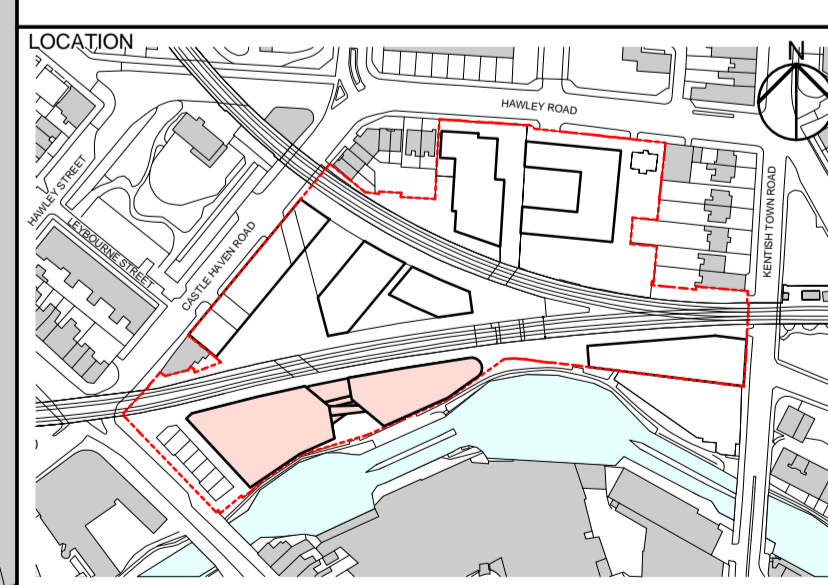 LOCATION
N
HAWLEY ROAD
HAWLEY STREET
LEYBOURNE STREET
CASTLE HAVEN ROAD
KENTISH TOWN ROAD